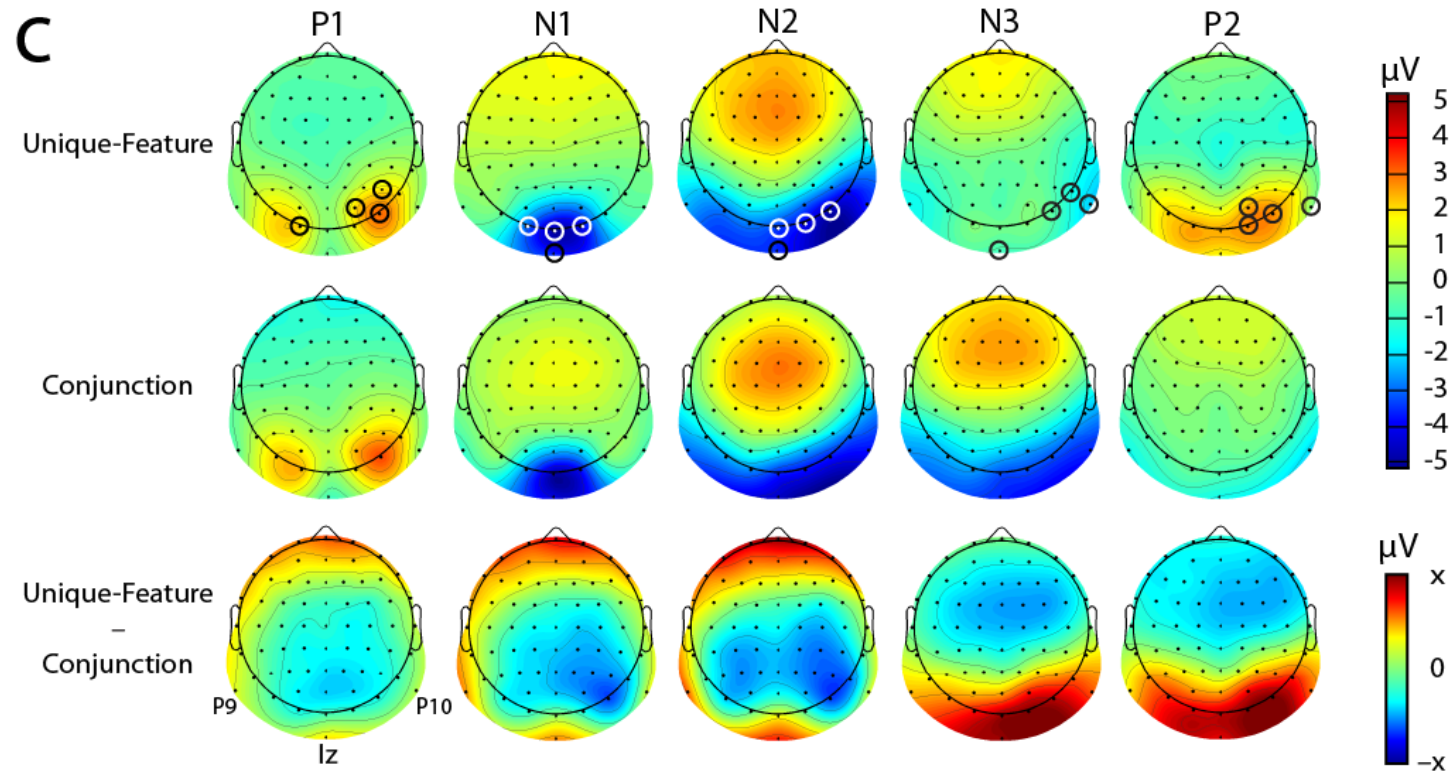 C
P1 N1 N2 N3 P2
μV
Unique-Feature
5
4
3
2
1
0
-1
-2
-3
-4
-5
Conjunction
Unique-Feature
–
Conjunction
μV
x
0
–x
P9 P10
Iz